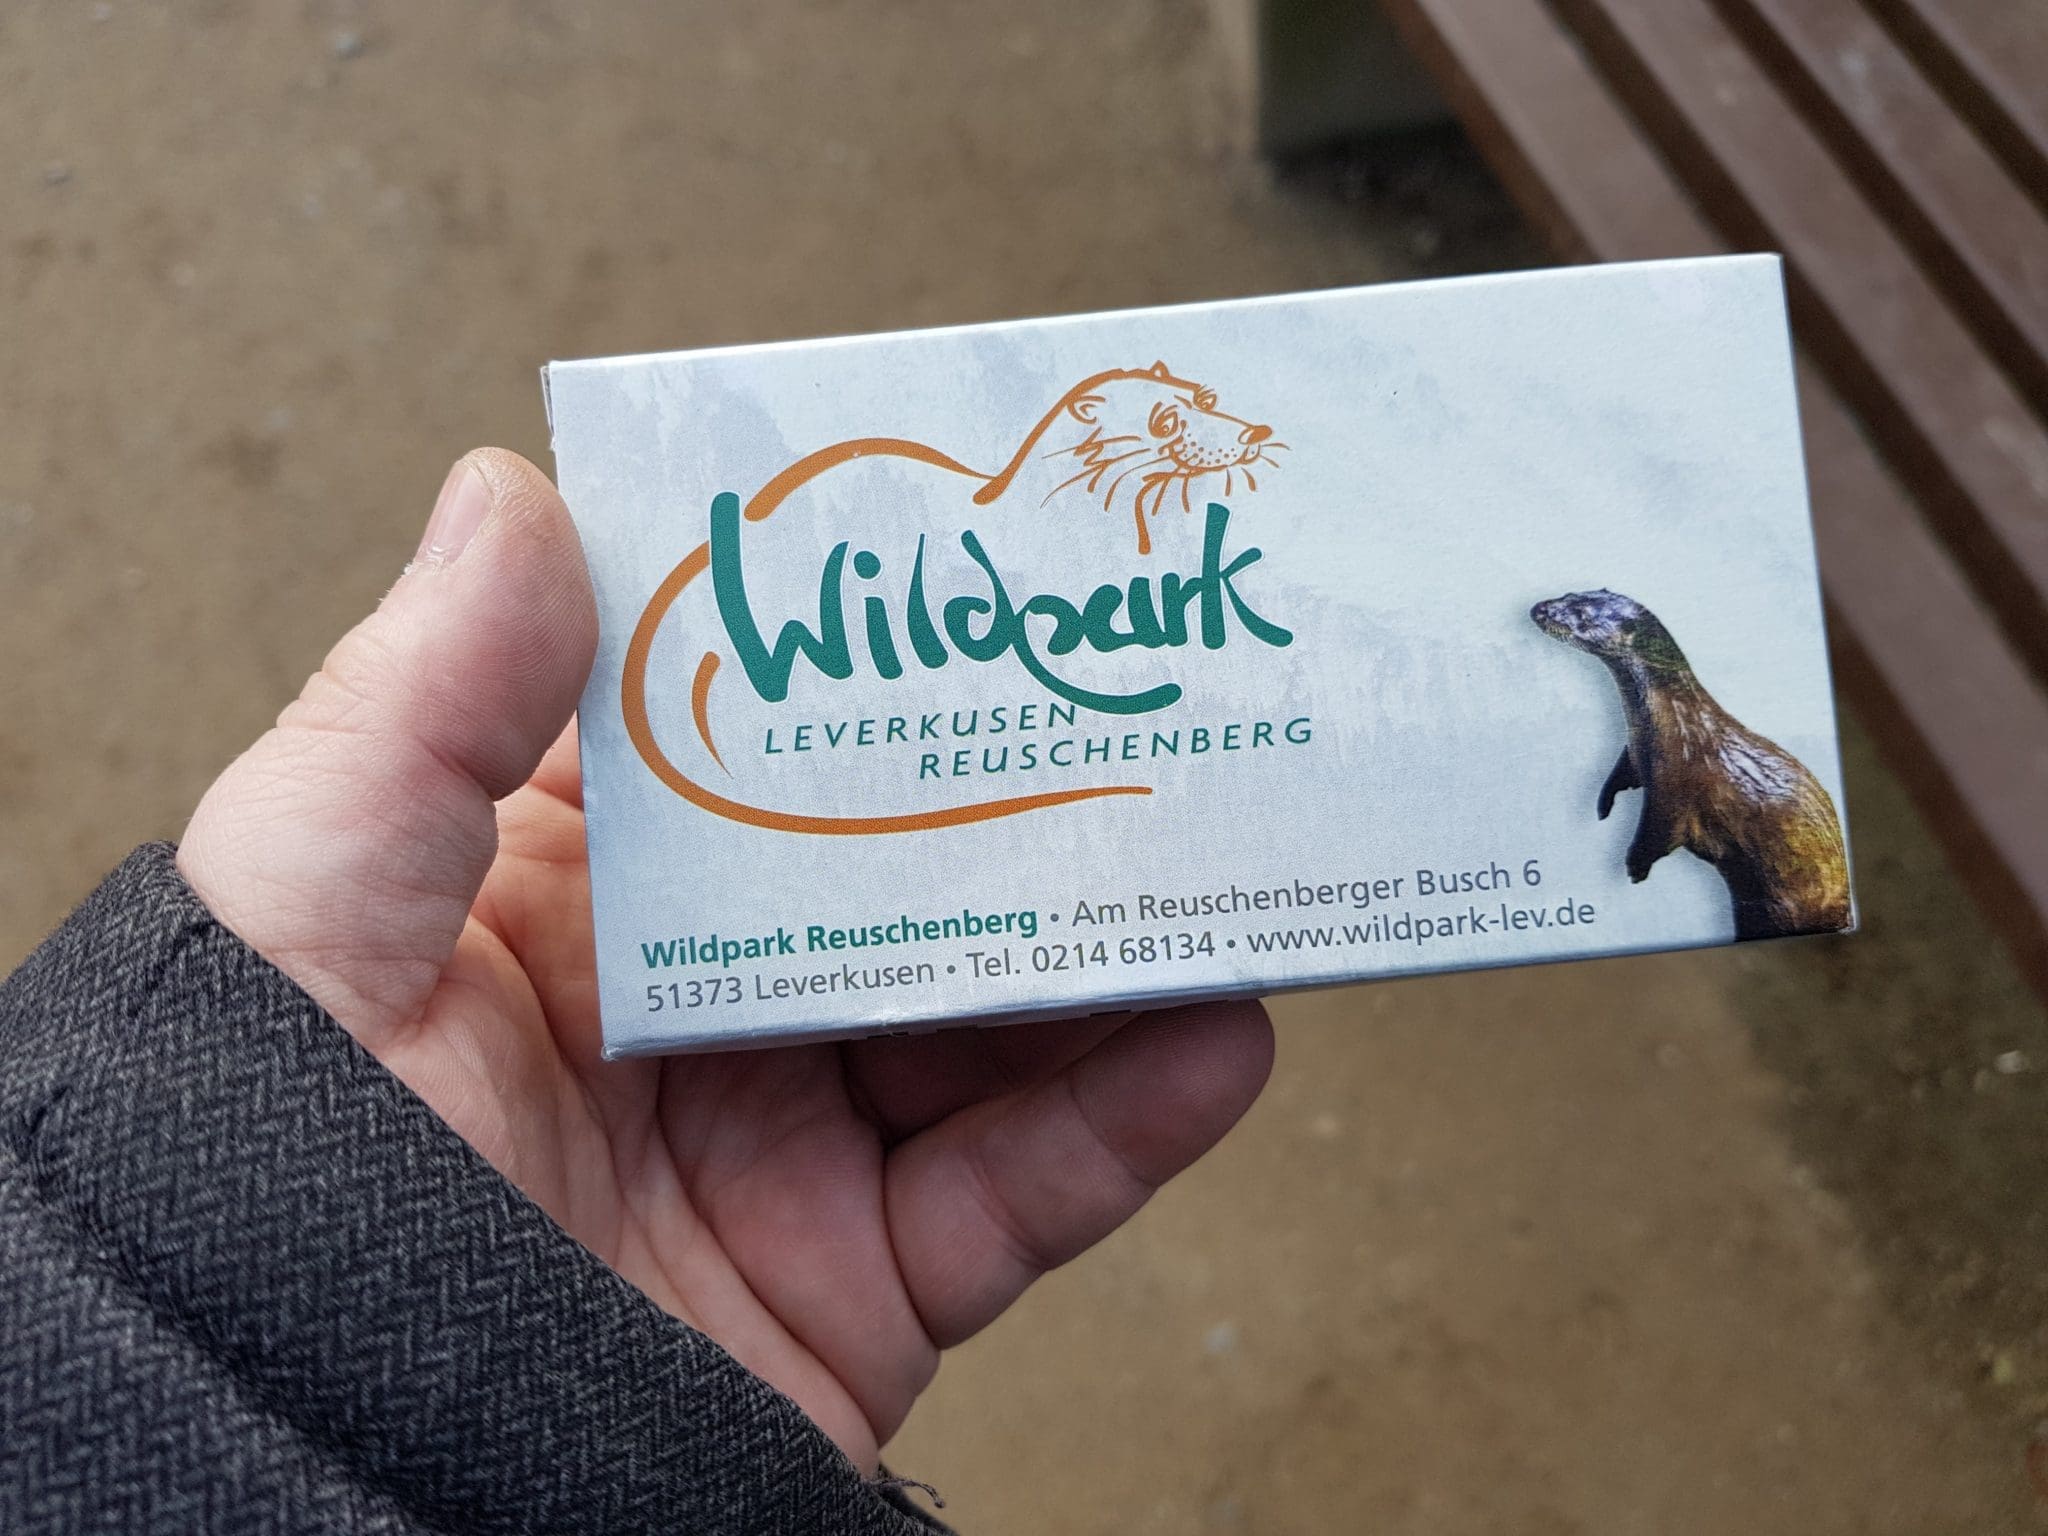 Wildpark
LEVERKUSEN
REUSCHENBERG
Wildpark Reuschenberg • Am Reuschenberger Busch 6
51373 Leverkusen • Tel. 0214 68134 • www.wildpark-lev.de